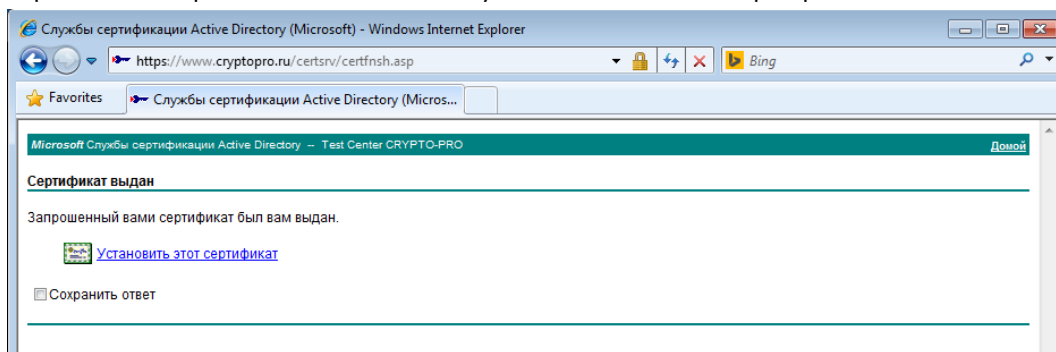 Службы сертификации Active Directory (Microsoft) - Windows Internet Explorer
https://www.cryptopro.ru/certsrv/certfnsh.asp
Bing
Favorites
Службы сертификации Active Directory (Micros...
Microsoft Службы сертификации Active Directory -- Test Center CRYPTO-PRO
Домой
Сертификат выдан
Запрошенный вами сертификат был вам выдан.
Установить этот сертификат
Сохранить ответ